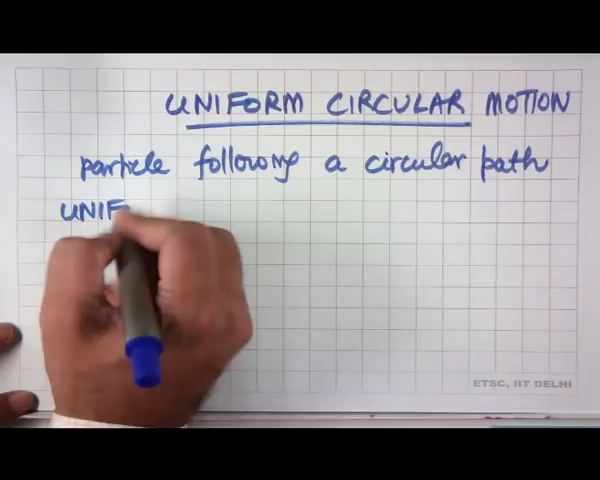 UNIFORM CIRCULAR MOTION
particle following a circular path
UNIF
ETSC, IIT DELHI